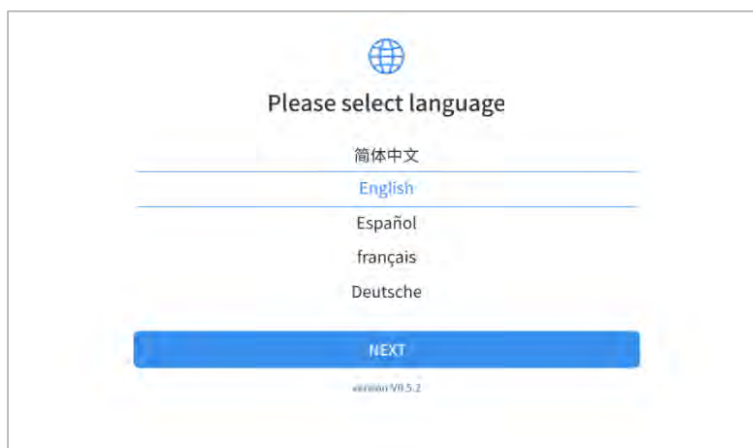 Please select language
简体中文
English
Español
français
Deutsche
NEXT
version V0.5.2